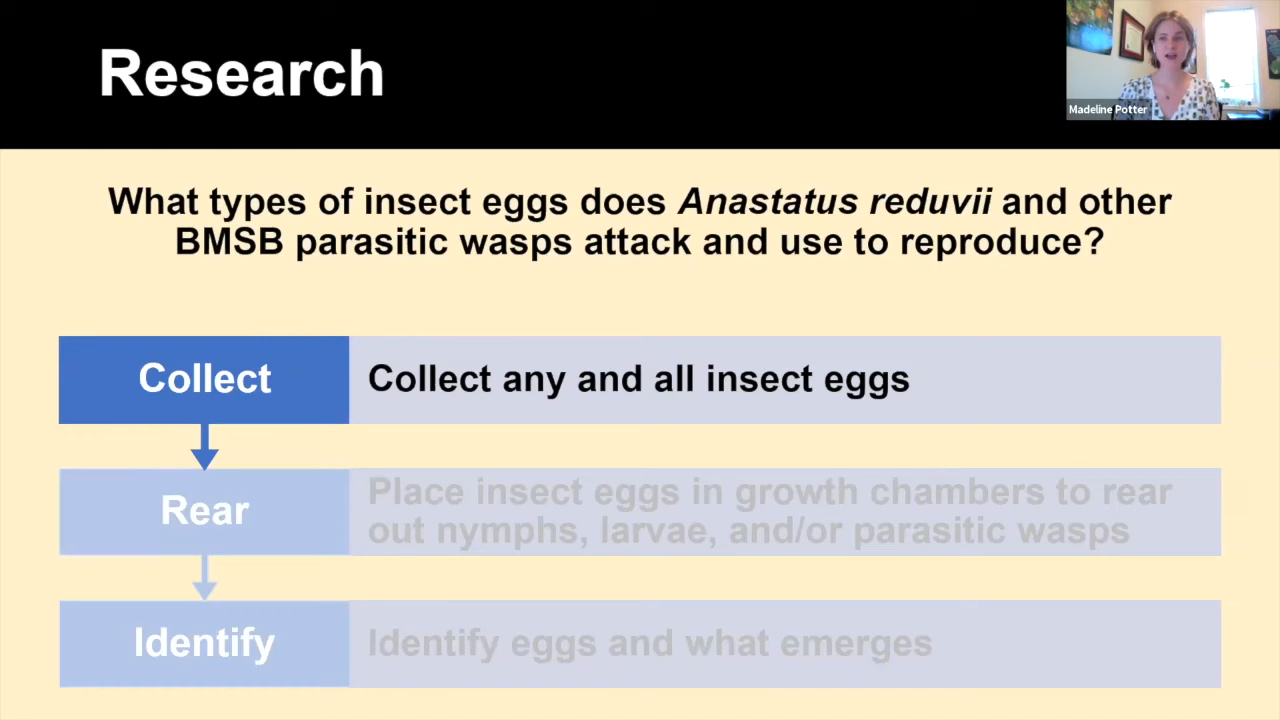 Research
Madeline Potter
What types of insect eggs does Anastatus reduvii and other
BMSB parasitic wasps attack and use to reproduce?
Collect
Collect any and all insect eggs
Rear
Place insect eggs in growth chambers to rear
out nymphs, larvae, and/or parasitic wasps
Identify
Identify eggs and what emerges